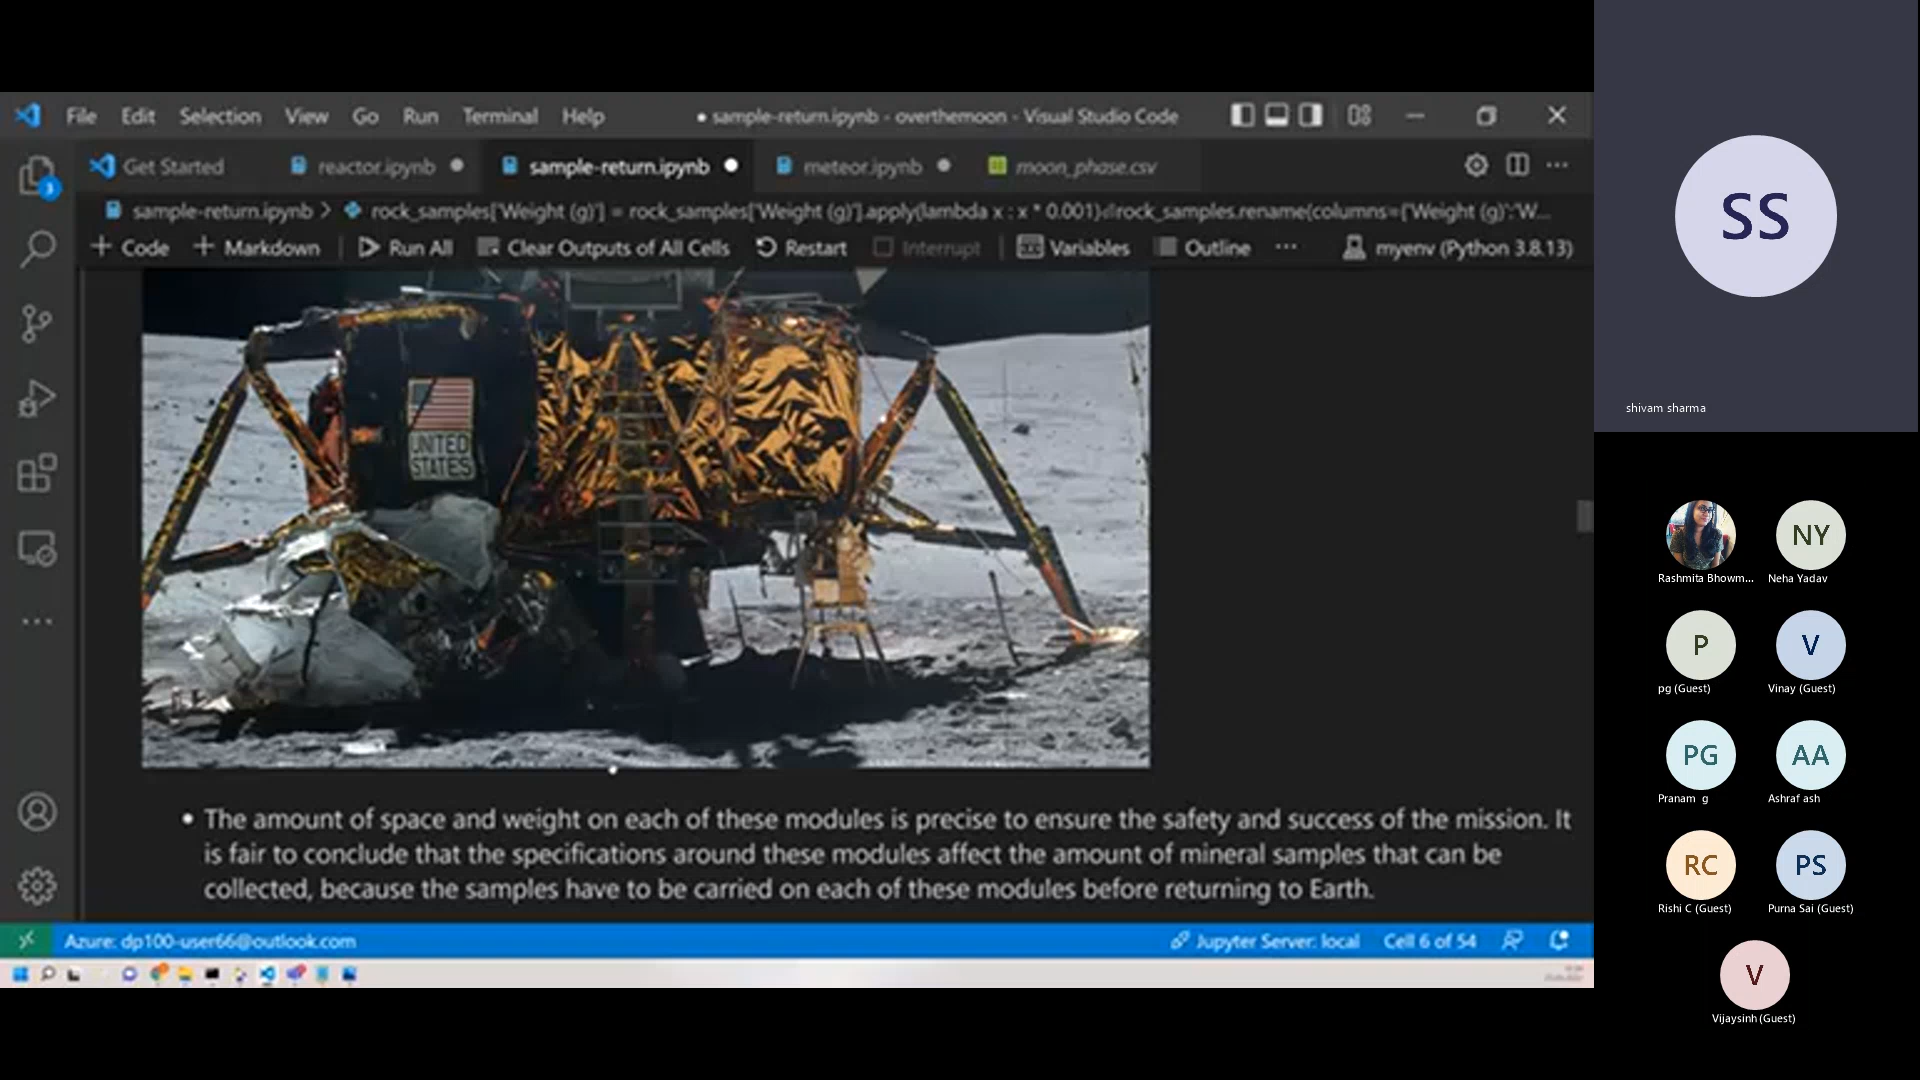 File Edit Selection View Go Run Terminal Help
● sample-return.ipynb - overthemoon - Visual Studio Code
Get Started
reactor.ipynb
sample-return.ipynb
meteor.ipynb
moon_phase.csv
sample-return.ipynb > rock_samples['Weight (g)'] = rock_samples['Weight (g)'].apply(lambda x : x * 0.001)⏎rock_samples.rename(columns={'Weight (g)':'W...
+ Code + Markdown Run All Clear Outputs of All Cells Restart Interrupt Variables Outline ... myenv (Python 3.8.13)
3
UNITED
STATES
• The amount of space and weight on each of these modules is precise to ensure the safety and success of the mission. It
is fair to conclude that the specifications around these modules affect the amount of mineral samples that can be
collected, because the samples have to be carried on each of these modules before returning to Earth.
Azure: dp100-user66@outlook.com
Jupyter Server: local Cell 6 of 54
SS
shivam sharma
Rashmita Bhowm...
NY
Neha Yadav
P
pg (Guest)
V
Vinay (Guest)
PG
Pranam g
AA
Ashraf ash
RC
Rishi C (Guest)
PS
Purna Sai (Guest)
V
Vijaysinh (Guest)